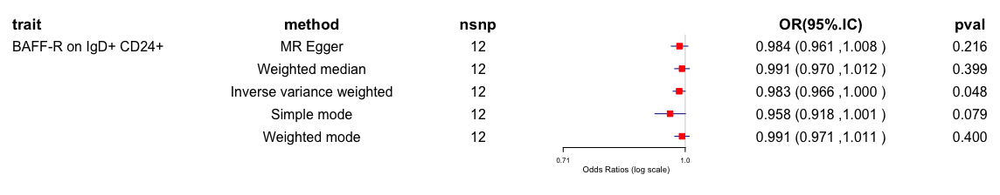 trait method nsnp OR(95%.IC) pval
BAFF-R on IgD+ CD24+ MR Egger 12 0.984 (0.961 ,1.008 ) 0.216
Weighted median 12 0.991 (0.970 ,1.012 ) 0.399
Inverse variance weighted 12 0.983 (0.966 ,1.000 ) 0.048
Simple mode 12 0.958 (0.918 ,1.001 ) 0.079
Weighted mode 12 0.991 (0.971 ,1.011 ) 0.400
0.71 1.0
Odds Ratios (log scale)